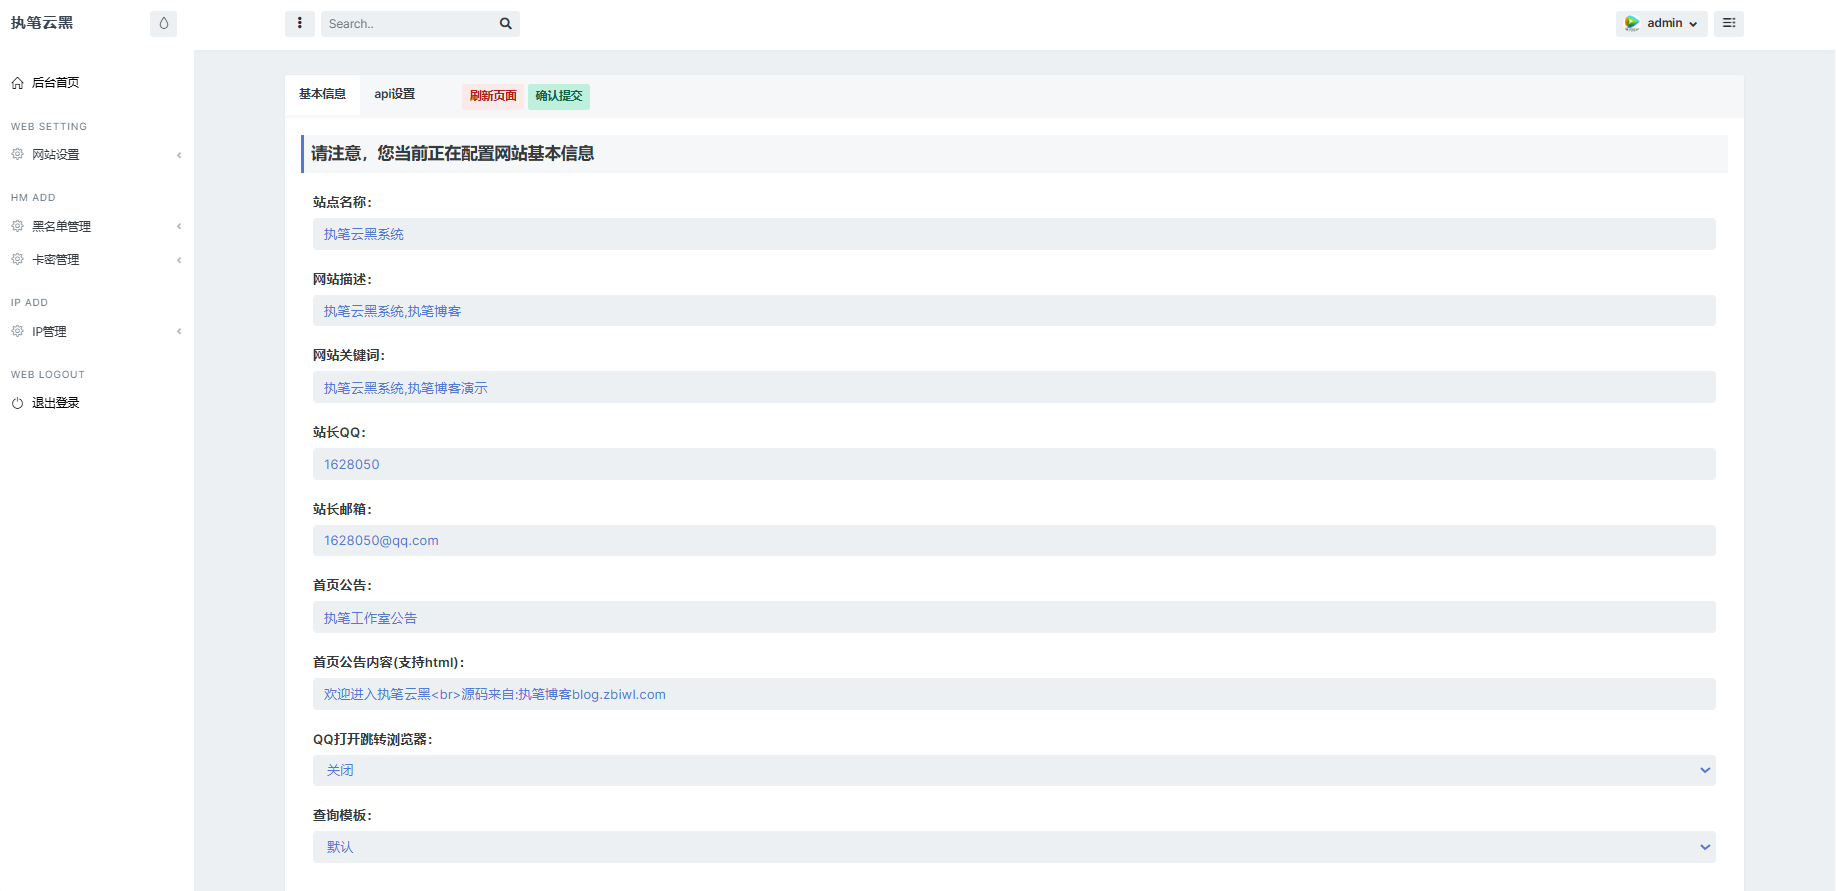 执笔云黑
Search..
admin
后台首页
WEB SETTING
网站设置
HM ADD
黑名单管理
卡密管理
IP ADD
IP管理
WEB LOGOUT
退出登录
基本信息
api设置
刷新页面
确认提交
请注意，您当前正在配置网站基本信息
站点名称：
执笔云黑系统
网站描述：
执笔云黑系统,执笔博客
网站关键词：
执笔云黑系统,执笔博客演示
站长QQ：
1628050
站长邮箱：
1628050@qq.com
首页公告：
执笔工作室公告
首页公告内容(支持html)：
欢迎进入执笔云黑<br>源码来自:执笔博客blog.zbiwl.com
QQ打开跳转浏览器：
关闭
查询模板：
默认